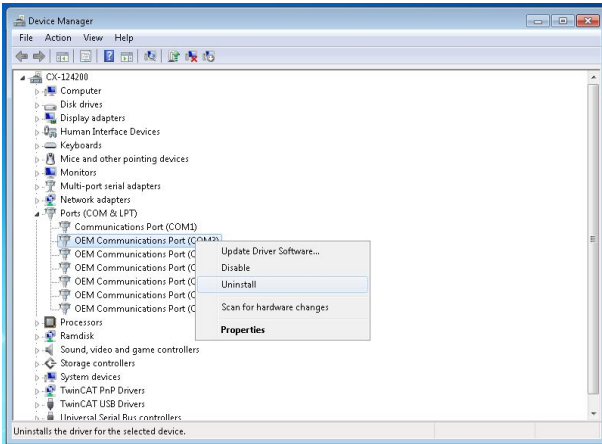 Device Manager
File Action View Help
CX-124200
Computer
Disk drives
Display adapters
Human Interface Devices
Keyboards
Mice and other pointing devices
Monitors
Multi-port serial adapters
Network adapters
Ports (COM & LPT)
Communications Port (COM1)
OEM Communications Port (COM3)
OEM Communications Port (C
OEM Communications Port (C
OEM Communications Port (C
OEM Communications Port (C
OEM Communications Port (C
Update Driver Software...
Disable
Uninstall
Scan for hardware changes
Properties
Processors
Ramdisk
Sound, video and game controllers
Storage controllers
System devices
TwinCAT PnP Drivers
TwinCAT USB Drivers
Universal Serial Bus controllers
Uninstalls the driver for the selected device.